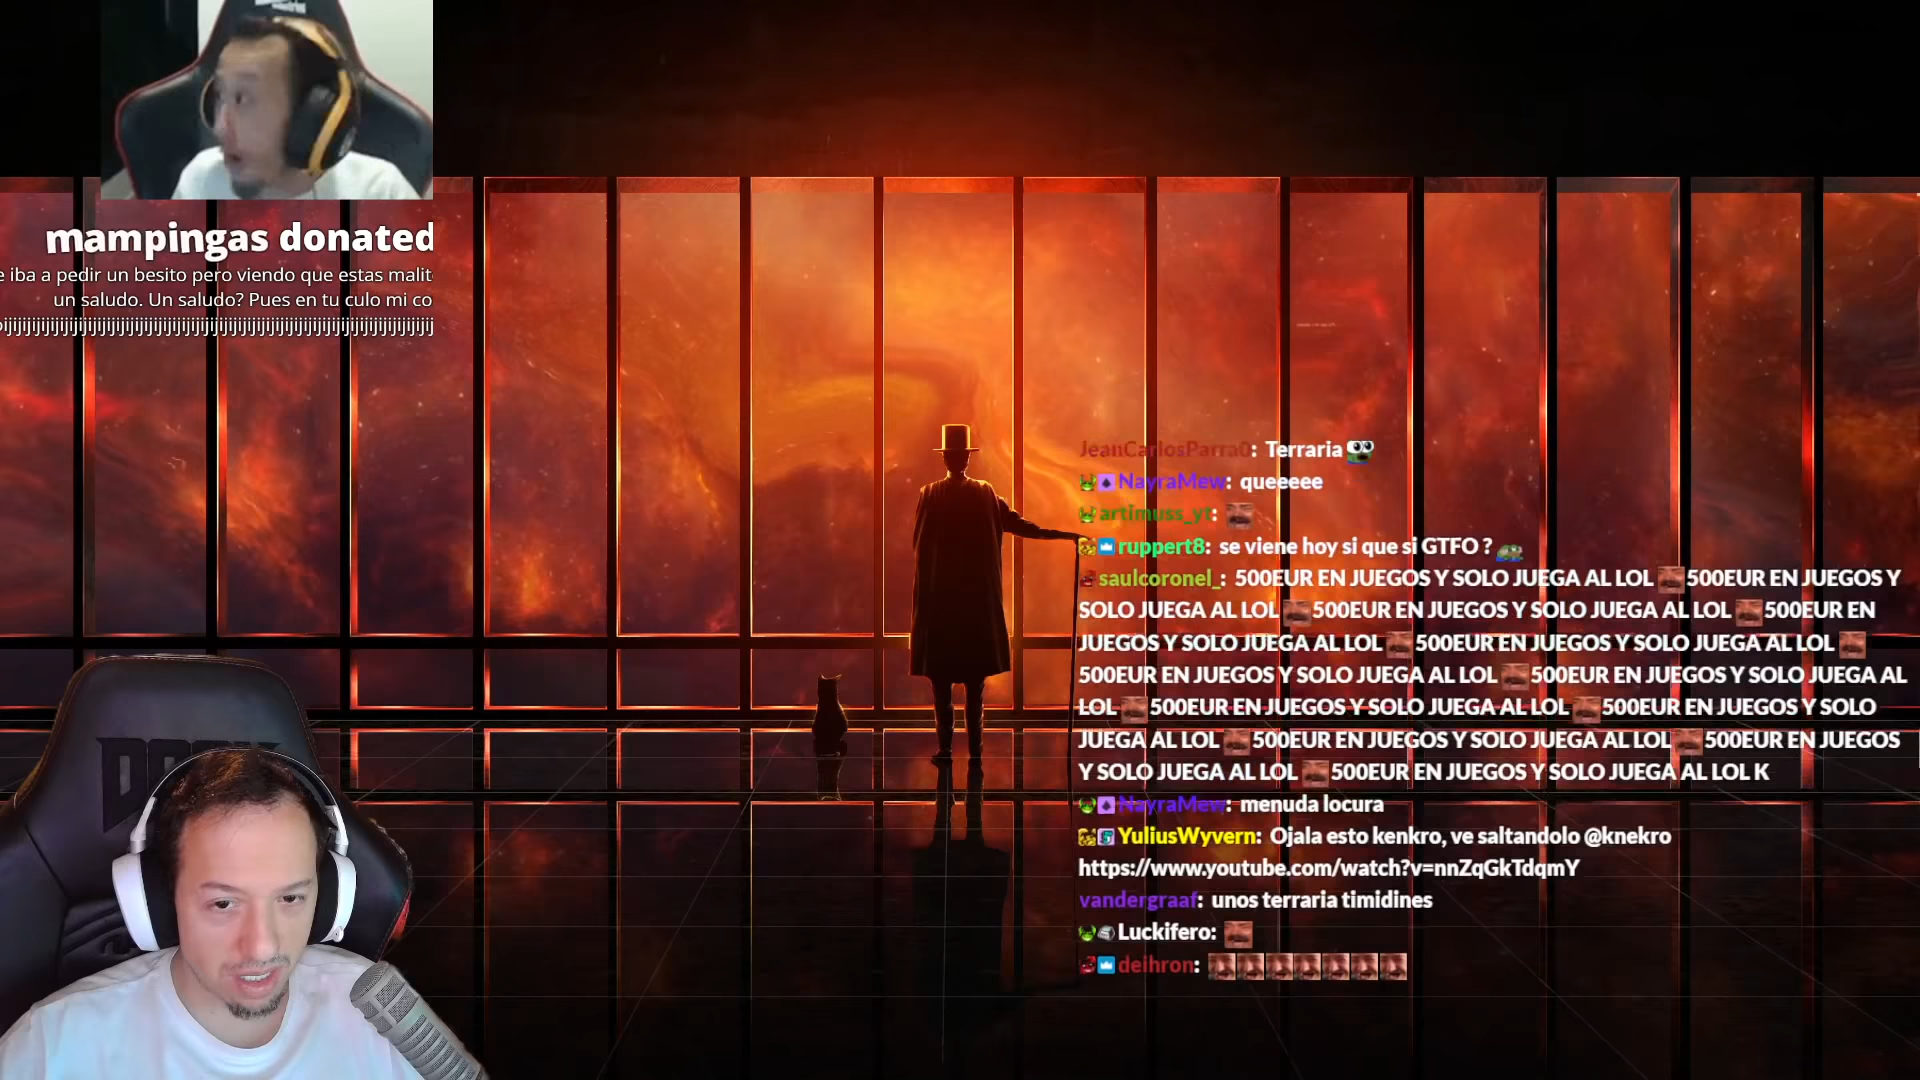 mampingas donated
e iba a pedir un besito pero viendo que estas malit
un saludo. Un saludo? Pues en tu culo mi co
JeanCarlosParra0: Terraria
NayraMew: queeeee
artimuss_yt:
ruppert8: se viene hoy si que si GTFO ?
saulcoronel_: 500EUR EN JUEGOS Y SOLO JUEGA AL LOL 500EUR EN JUEGOS Y
SOLO JUEGA AL LOL 500EUR EN JUEGOS Y SOLO JUEGA AL LOL 500EUR EN
JUEGOS Y SOLO JUEGA AL LOL 500EUR EN JUEGOS Y SOLO JUEGA AL LOL
500EUR EN JUEGOS Y SOLO JUEGA AL LOL 500EUR EN JUEGOS Y SOLO JUEGA AL
LOL 500EUR EN JUEGOS Y SOLO JUEGA AL LOL 500EUR EN JUEGOS Y SOLO
JUEGA AL LOL 500EUR EN JUEGOS Y SOLO JUEGA AL LOL 500EUR EN JUEGOS
Y SOLO JUEGA AL LOL 500EUR EN JUEGOS Y SOLO JUEGA AL LOL K
NayraMew: menuda locura
YuliusWyvern: Ojala esto kenkro, ve saltandolo @knekro
https://www.youtube.com/watch?v=nnZqGkTdqmY
vandergraaf: unos terraria timidines
Luckifero:
deihron: